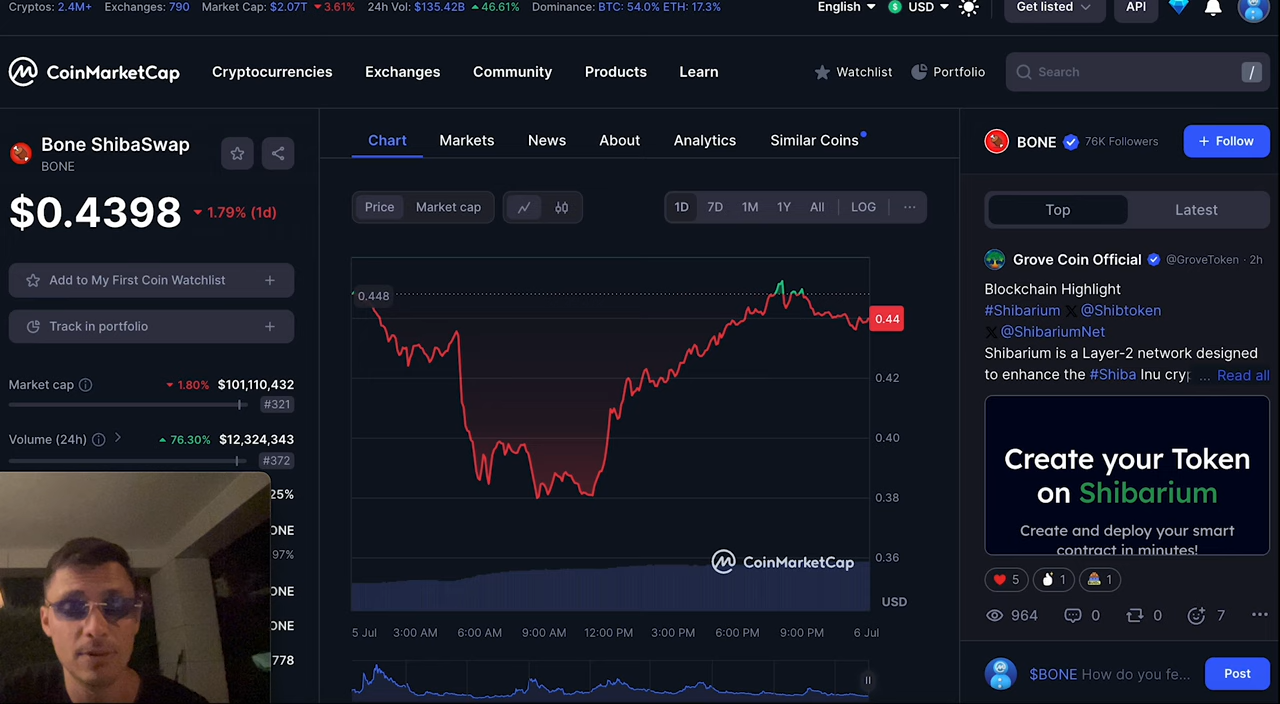 Cryptos: 2.4M+ Exchanges: 790 Market Cap: $2.07T 3.61% 24h Vol: $135.42B 46.61% Dominance: BTC: 54.0% ETH: 17.3% English USD Get listed API
CoinMarketCap Cryptocurrencies Exchanges Community Products Learn Watchlist Portfolio Search /
Bone ShibaSwap
BONE
$0.4398 1.79% (1d)
Add to My First Coin Watchlist +
Track in portfolio +
Market cap 1.80% $101,110,432
#321
Volume (24h) 76.30% $12,324,343
#372
25%
ONE
97%
ONE
ONE
778
Chart Markets News About Analytics Similar Coins
Price Market cap 1D 7D 1M 1Y All LOG ...
0.448
0.44
0.42
0.40
0.38
0.36
CoinMarketCap
USD
5 Jul 3:00 AM 6:00 AM 9:00 AM 12:00 PM 3:00 PM 6:00 PM 9:00 PM 6 Jul
BONE 76K Followers + Follow
Top Latest
Grove Coin Official @GroveToken · 2h
Blockchain Highlight
#Shibarium X @Shibtoken
X @ShibariumNet
Shibarium is a Layer-2 network designed
to enhance the #Shiba Inu cryp ... Read all
Create your Token
on Shibarium
Create and deploy your smart
contract in minutes!
5 1 1
964 0 0 7 ...
$BONE How do you fe... Post